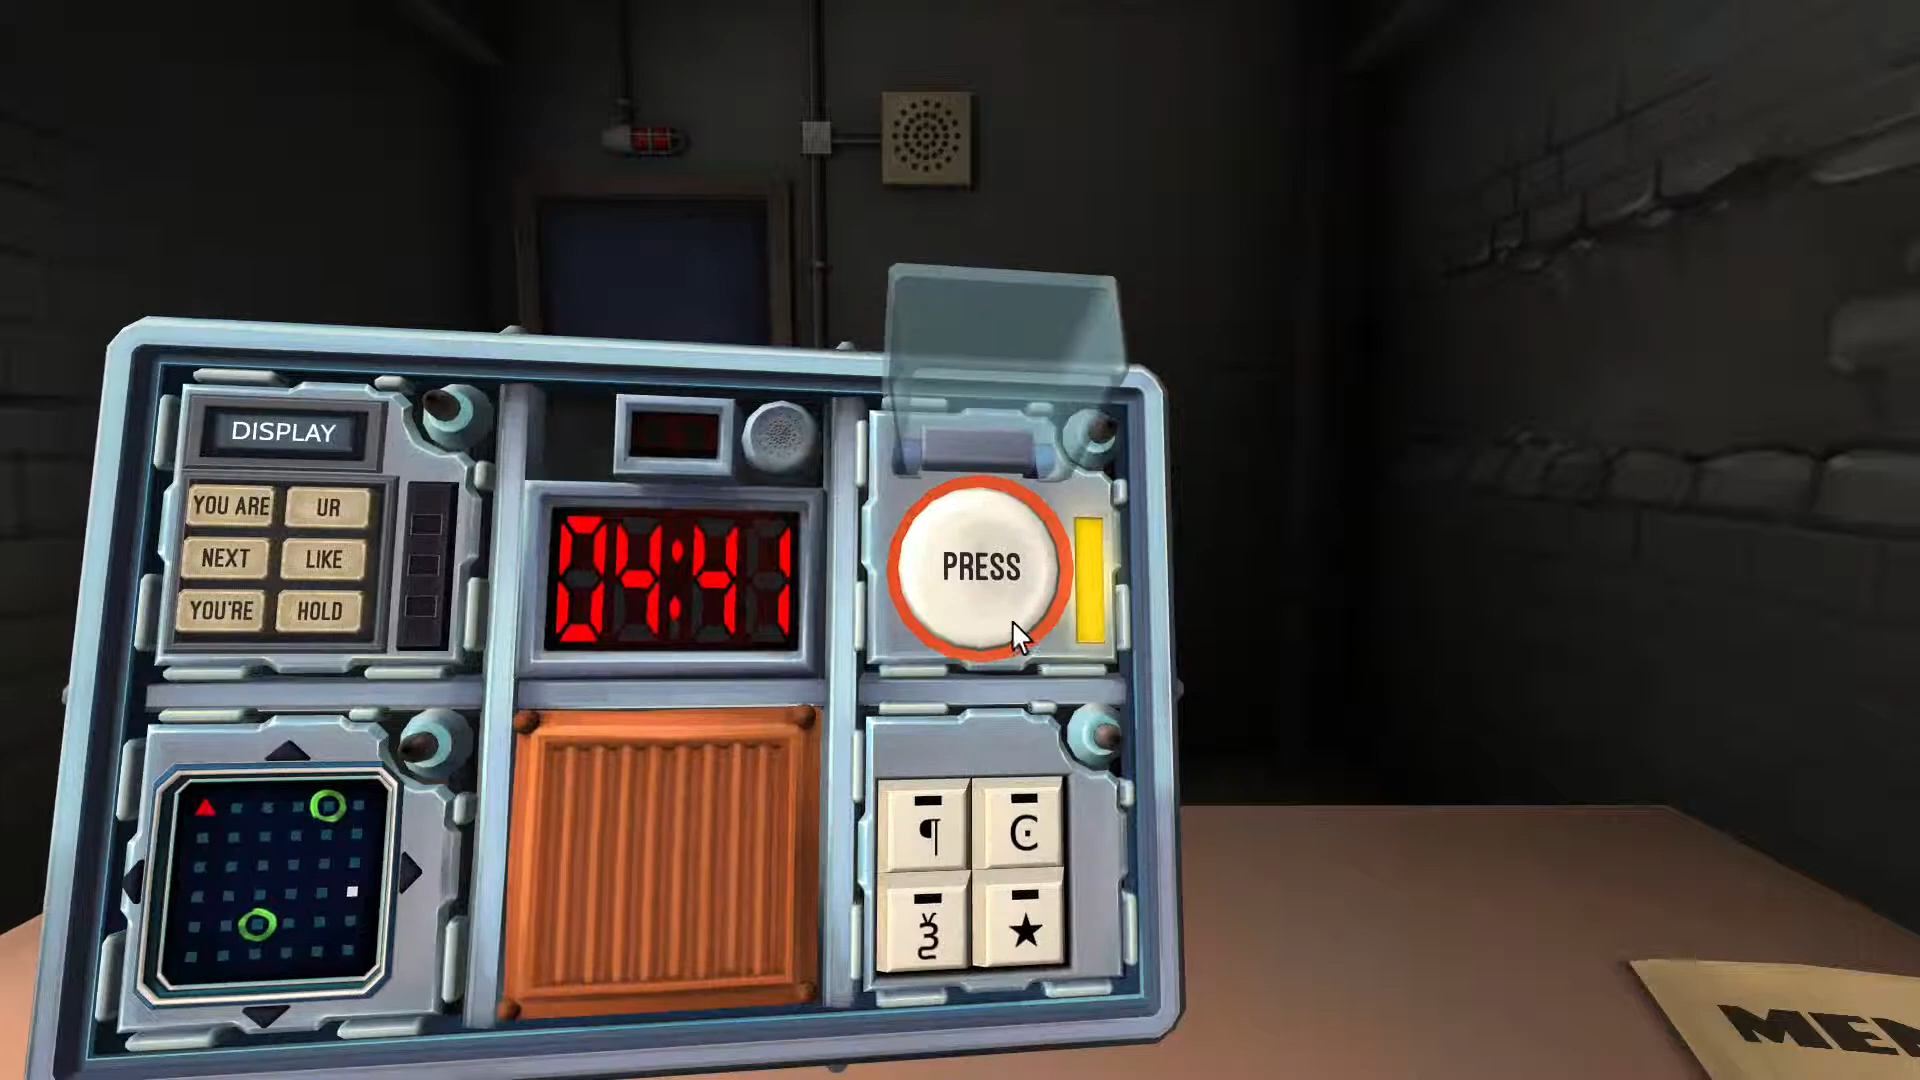 DISPLAY
YOU ARE
UR
NEXT
LIKE
YOU'RE
HOLD
04:41
PRESS
¶
★